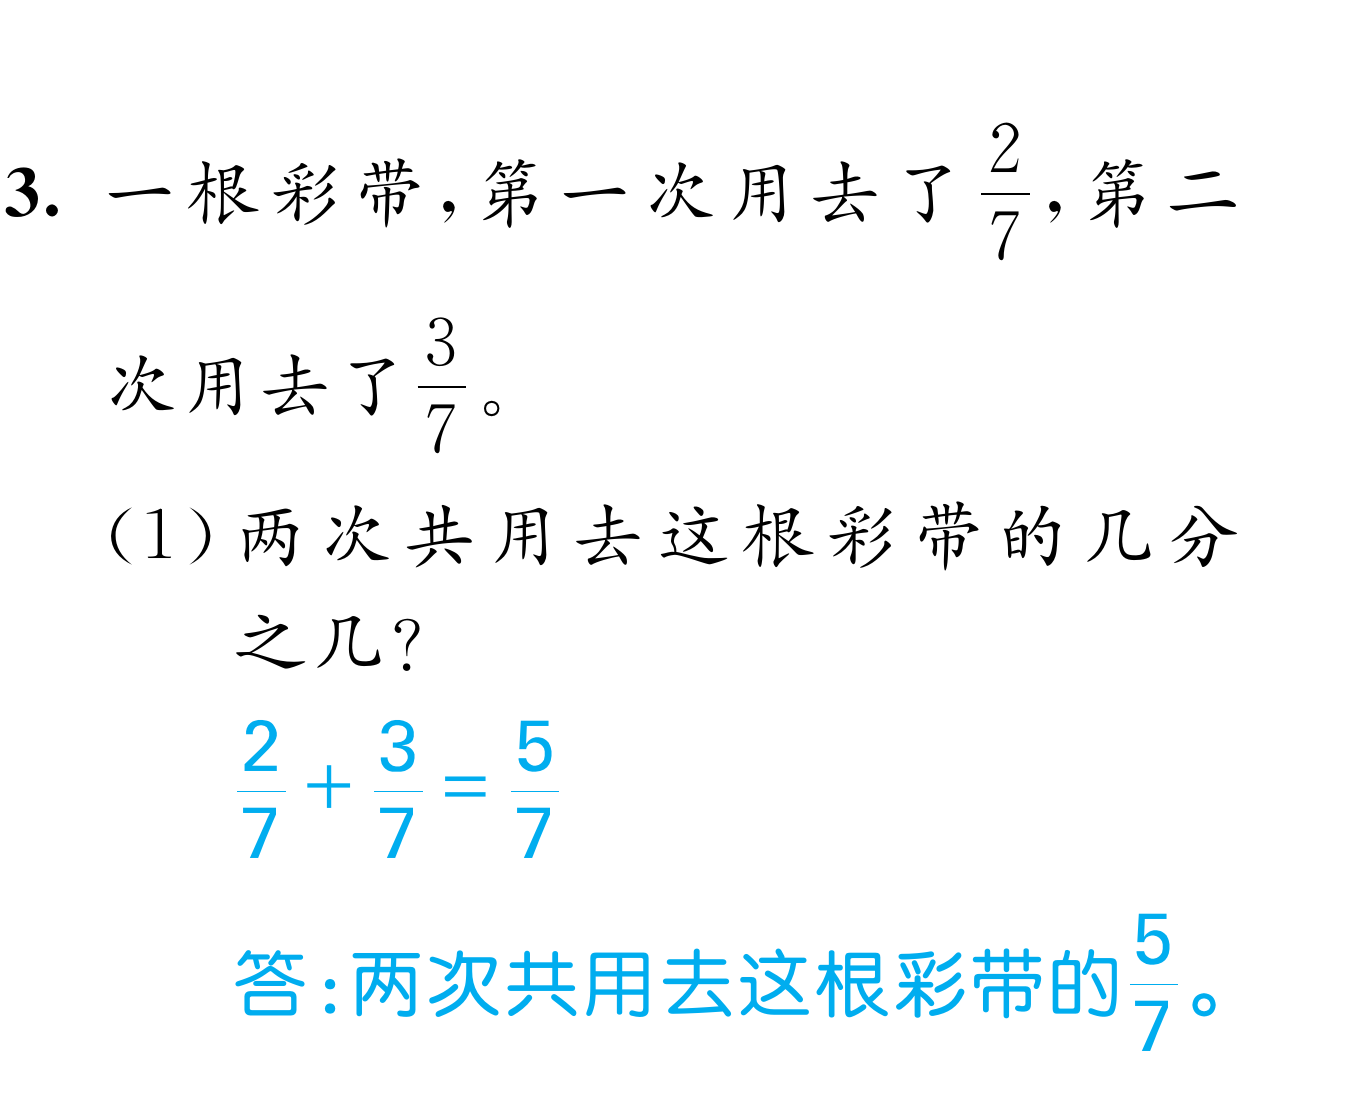 3. 一根彩带,第一次用去了2/7,第二
次用去了3/7。
(1)两次共用去这根彩带的几分
之几?
2/7+3/7=5/7
答:两次共用去这根彩带的5/7。